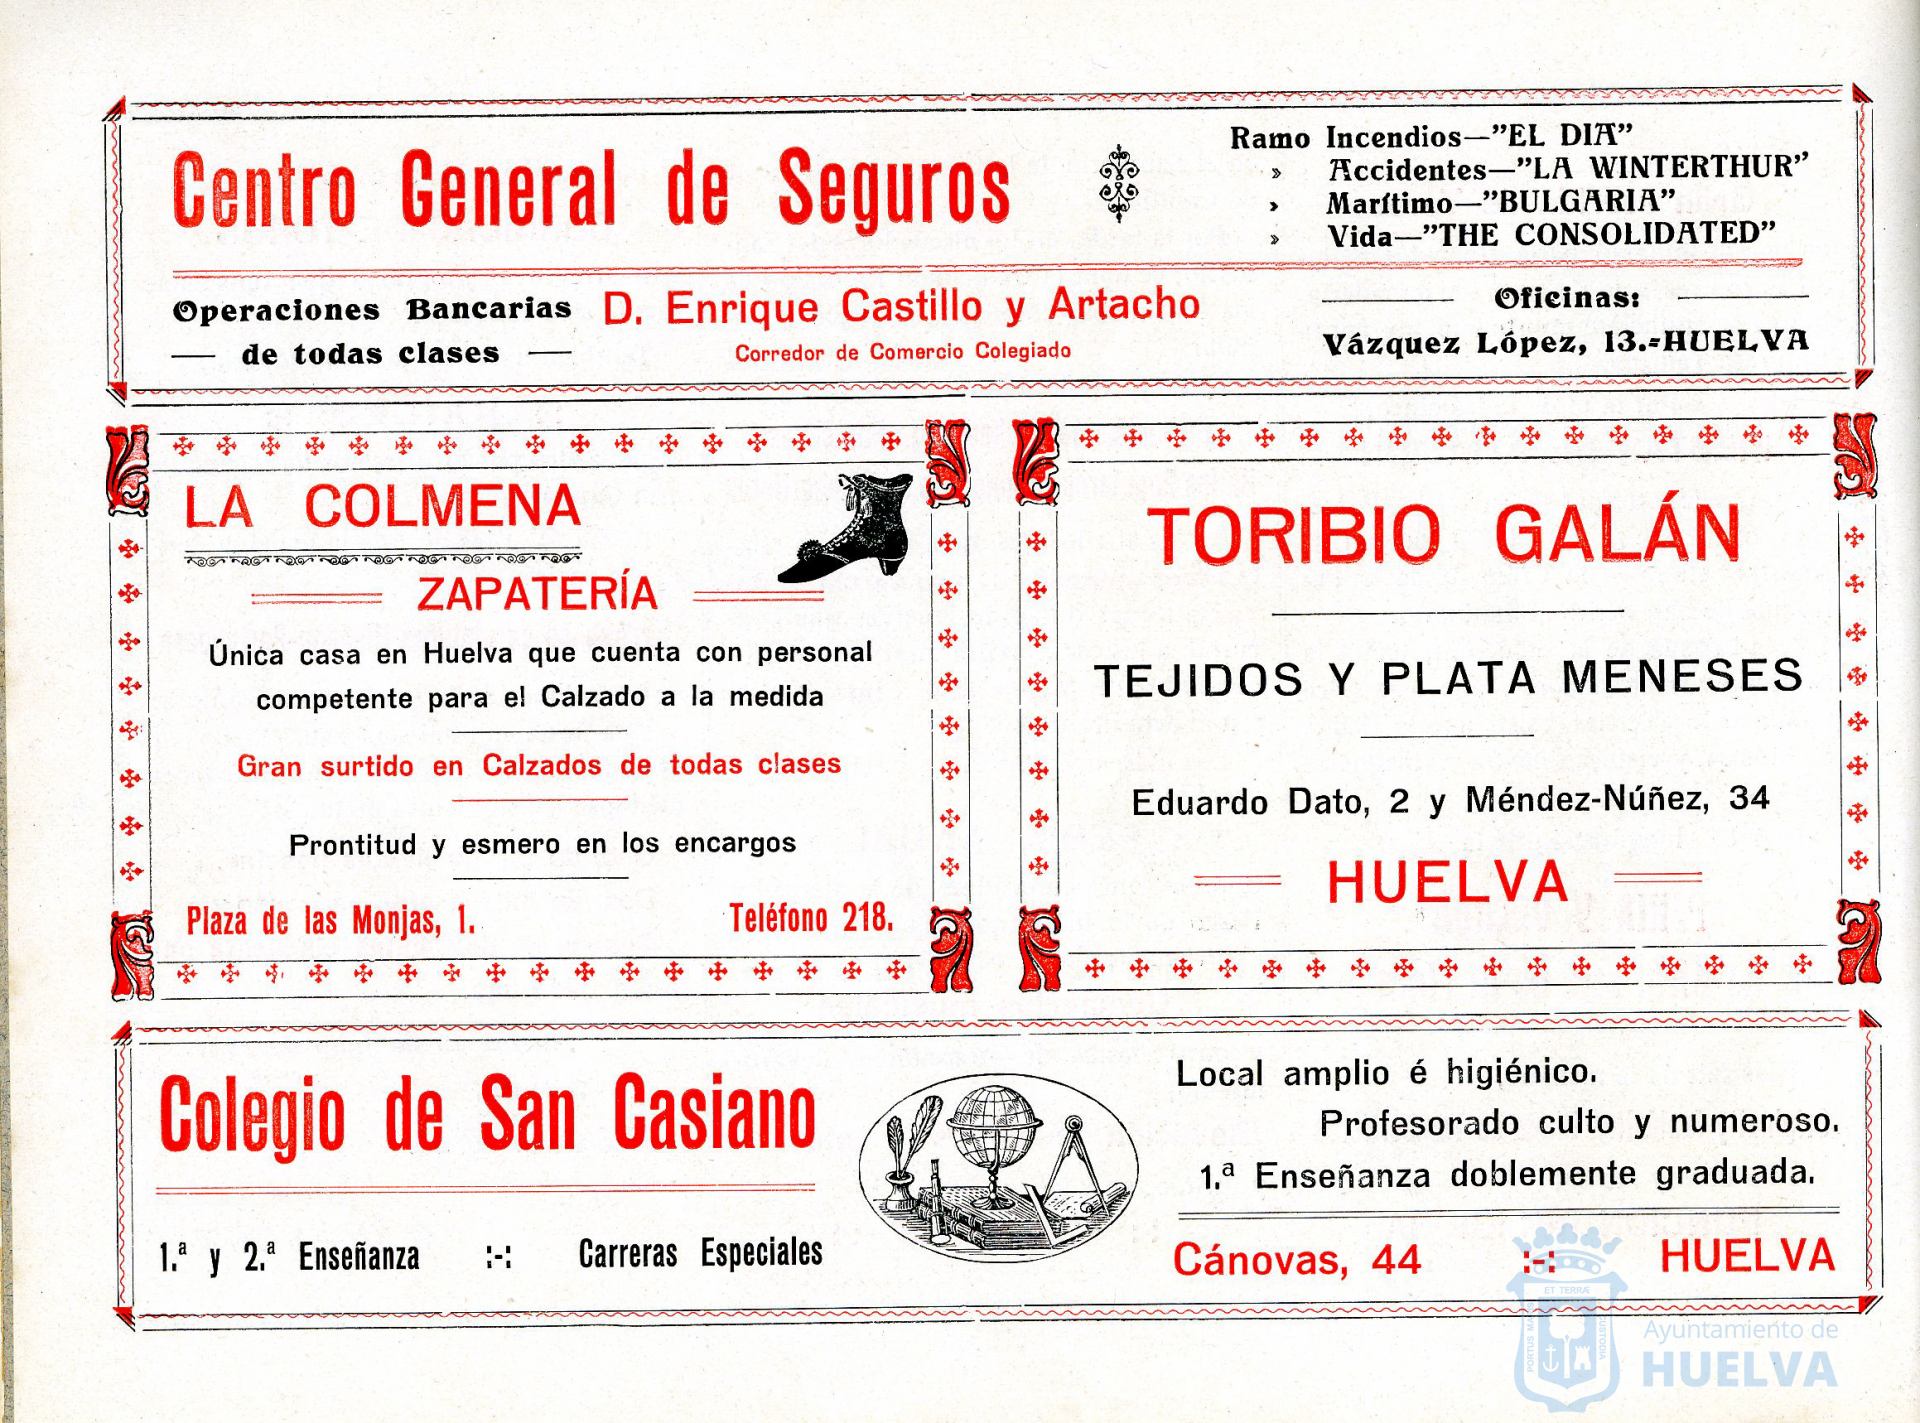 Centro General de Seguros
Ramo Incendios—"EL DIA"
» Accidentes—"LA WINTERTHUR"
» Marítimo—"BULGARIA"
» Vida—"THE CONSOLIDATED"
Operaciones Bancarias
de todas clases
D. Enrique Castillo y Artacho
Corredor de Comercio Colegiado
Oficinas:
Vázquez López, 13.-HUELVA
LA COLMENA
ZAPATERÍA
Única casa en Huelva que cuenta con personal
competente para el Calzado a la medida
Gran surtido en Calzados de todas clases
Prontitud y esmero en los encargos
Plaza de las Monjas, 1. Teléfono 218.
TORIBIO GALÁN
TEJIDOS Y PLATA MENESES
Eduardo Dato, 2 y Méndez-Núñez, 34
HUELVA
Colegio de San Casiano
1.ª y 2.ª Enseñanza :-: Carreras Especiales
Local amplio é higiénico.
Profesorado culto y numeroso.
1.ª Enseñanza doblemente graduada.
Cánovas, 44 :-: HUELVA
PORTUS MARIS
ET TERRÆ
CUSTODIA
Ayuntamiento de
HUELVA